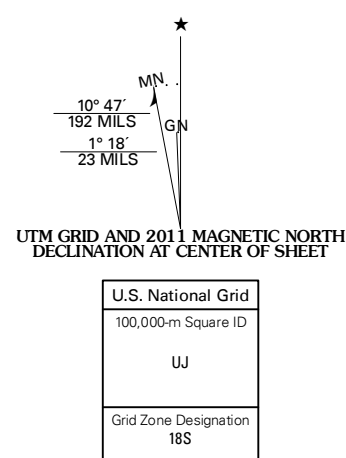 ★
MN
10° 47´
192 MILS
GN
1° 18´
23 MILS
UTM GRID AND 2011 MAGNETIC NORTH
DECLINATION AT CENTER OF SHEET
U.S. National Grid
100,000-m Square ID
UJ
Grid Zone Designation
18S